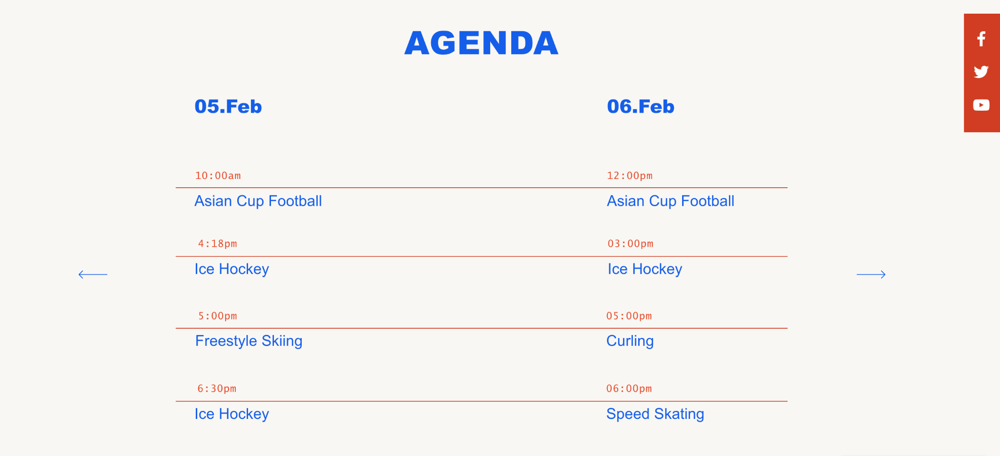 AGENDA
05.Feb
10:00am
Asian Cup Football
4:18pm
Ice Hockey
5:00pm
Freestyle Skiing
6:30pm
Ice Hockey
06.Feb
12:00pm
Asian Cup Football
03:00pm
Ice Hockey
05:00pm
Curling
06:00pm
Speed Skating